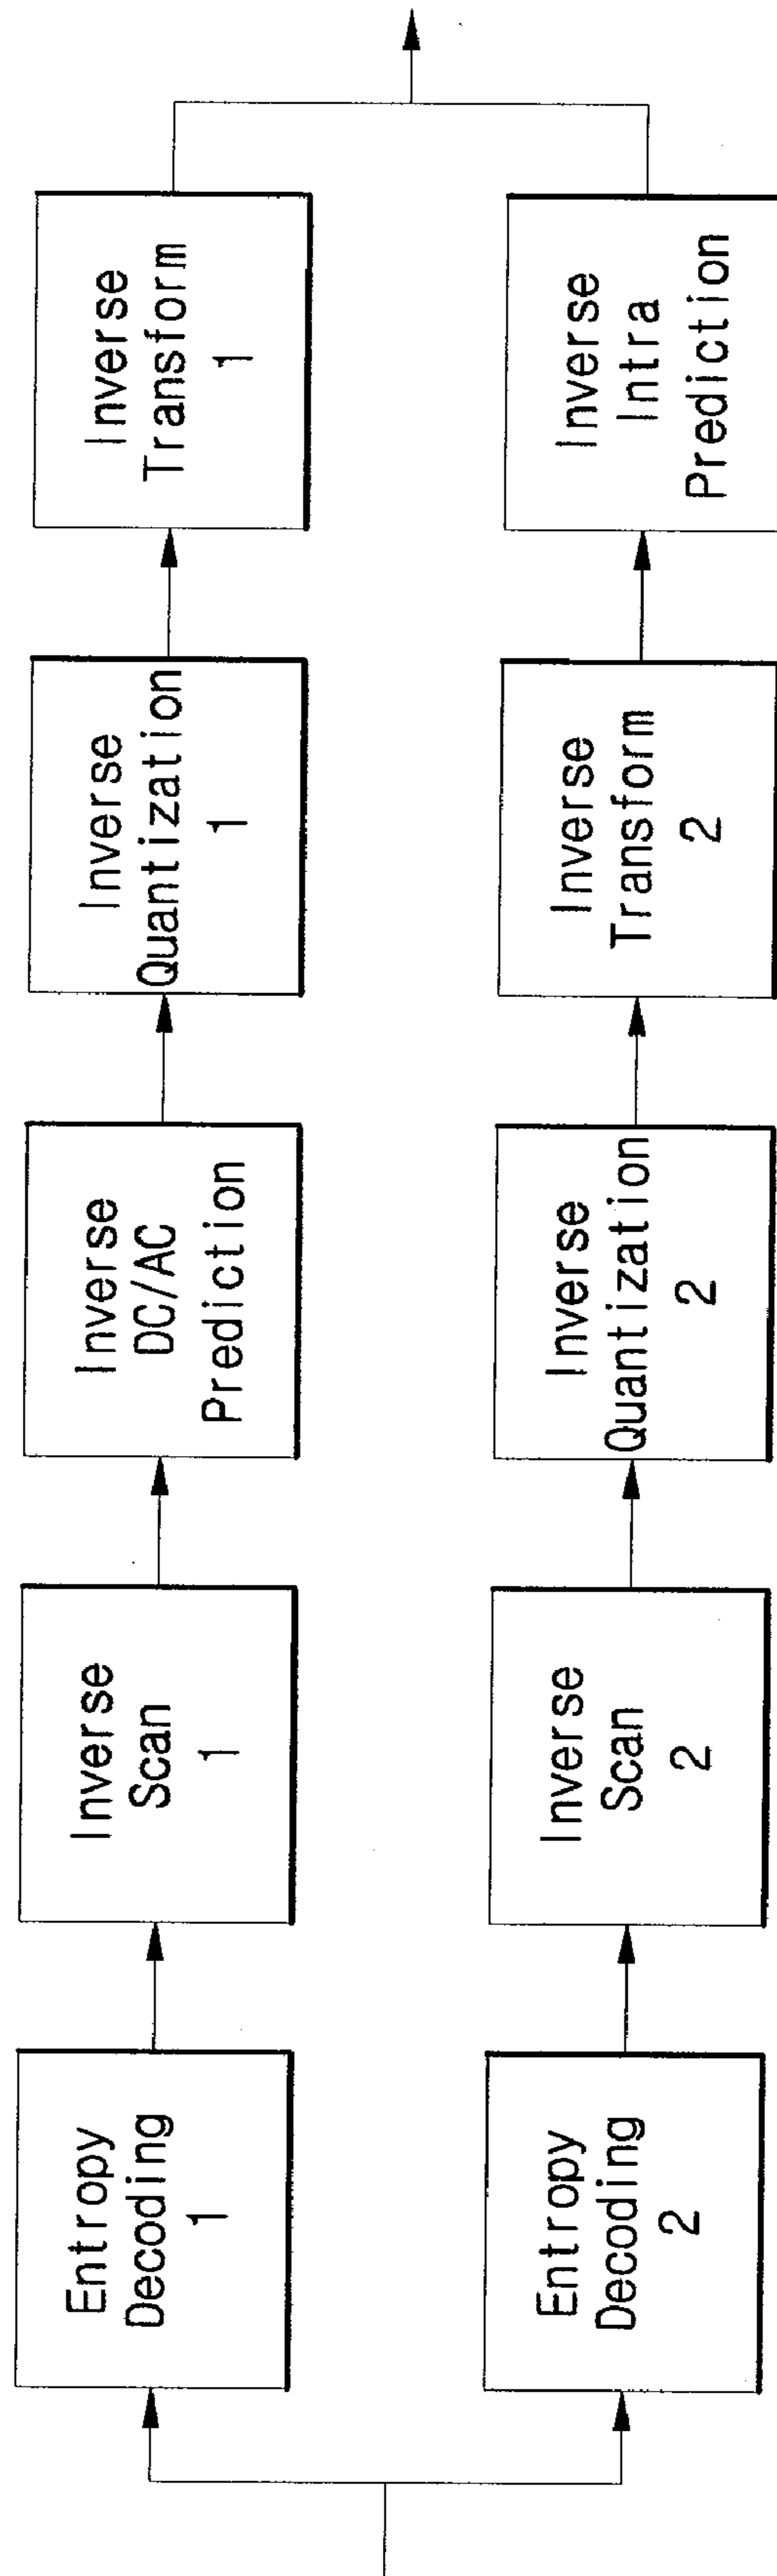 Entropy
Decoding
1
Inverse
Scan
1
Inverse
DC/AC
Prediction
Inverse
Quantization
1
Inverse
Transform
1
Entropy
Decoding
2
Inverse
Scan
2
Inverse
Quantization
2
Inverse
Transform
2
Inverse
Intra
Prediction